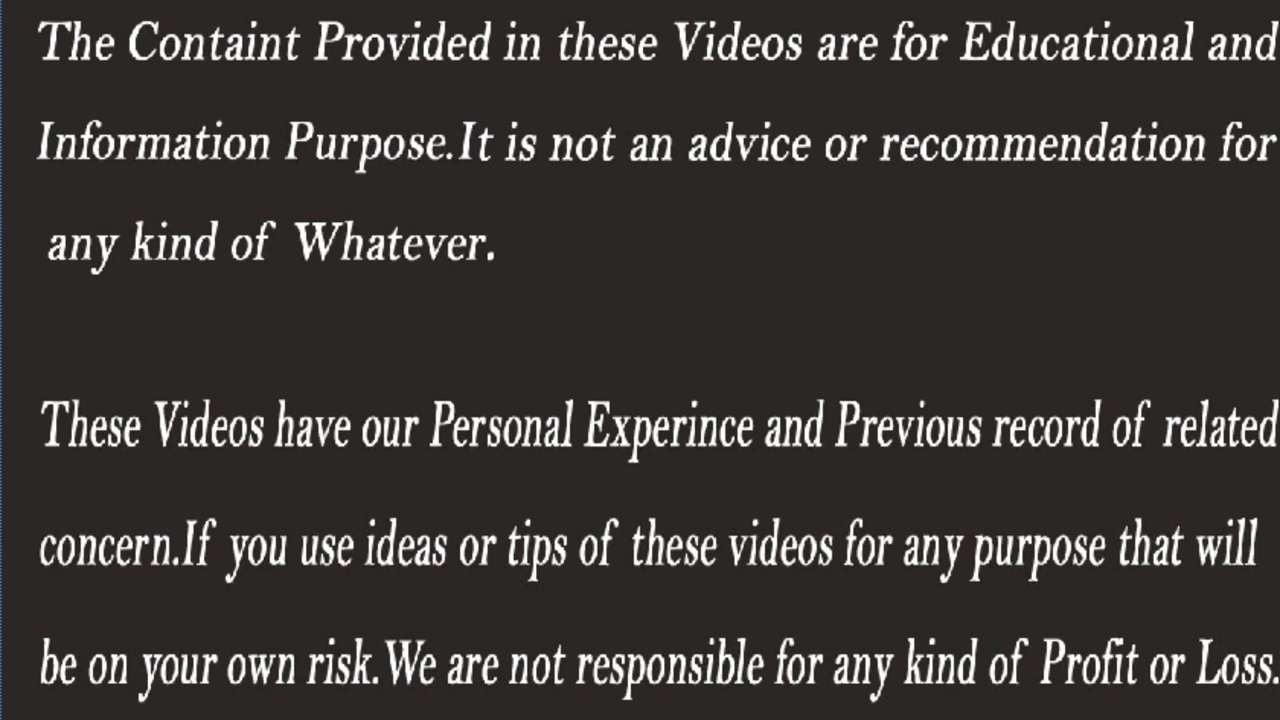 The Containt Provided in these Videos are for Educational and
Information Purpose.It is not an advice or recommendation for
any kind of Whatever.
These Videos have our Personal Experince and Previous record of related
concern.If you use ideas or tips of these videos for any purpose that will
be on your own risk.We are not responsible for any kind of Profit or Loss.